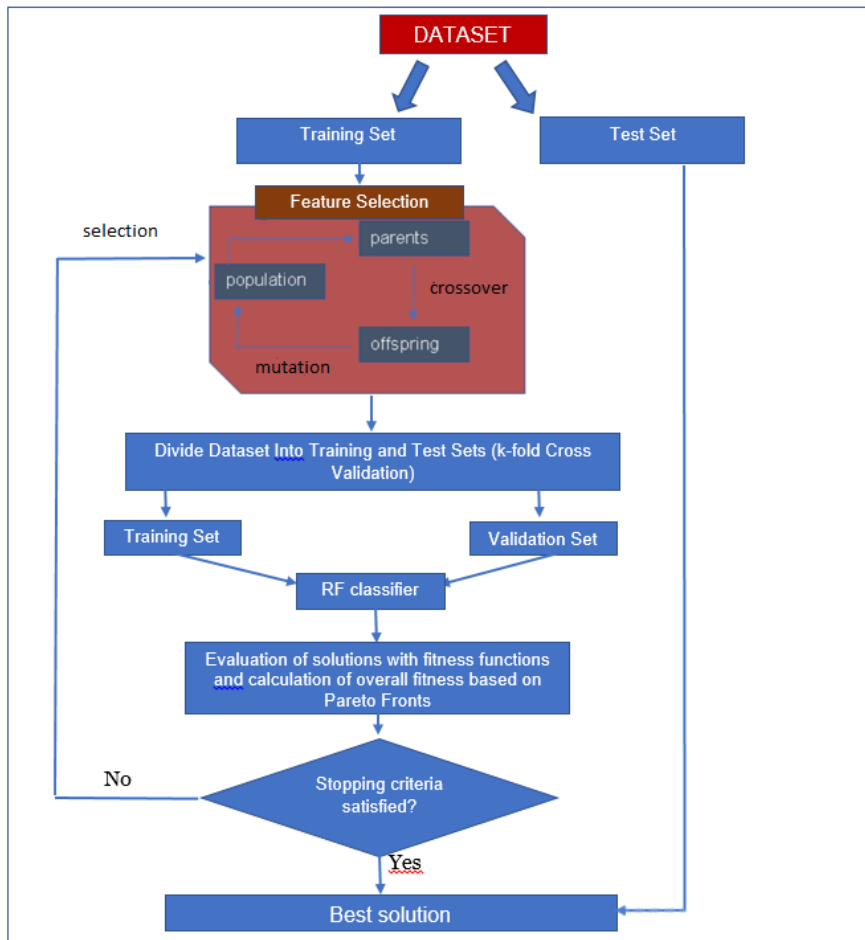 DATASET
Training Set
Test Set
Feature Selection
selection
parents
population
crossover
offspring
mutation
Divide Dataset Into Training and Test Sets (k-fold Cross
Validation)
Training Set
Validation Set
RF classifier
Evaluation of solutions with fitness functions
and calculation of overall fitness based on
Pareto Fronts
No
Stopping criteria
satisfied?
Yes
Best solution